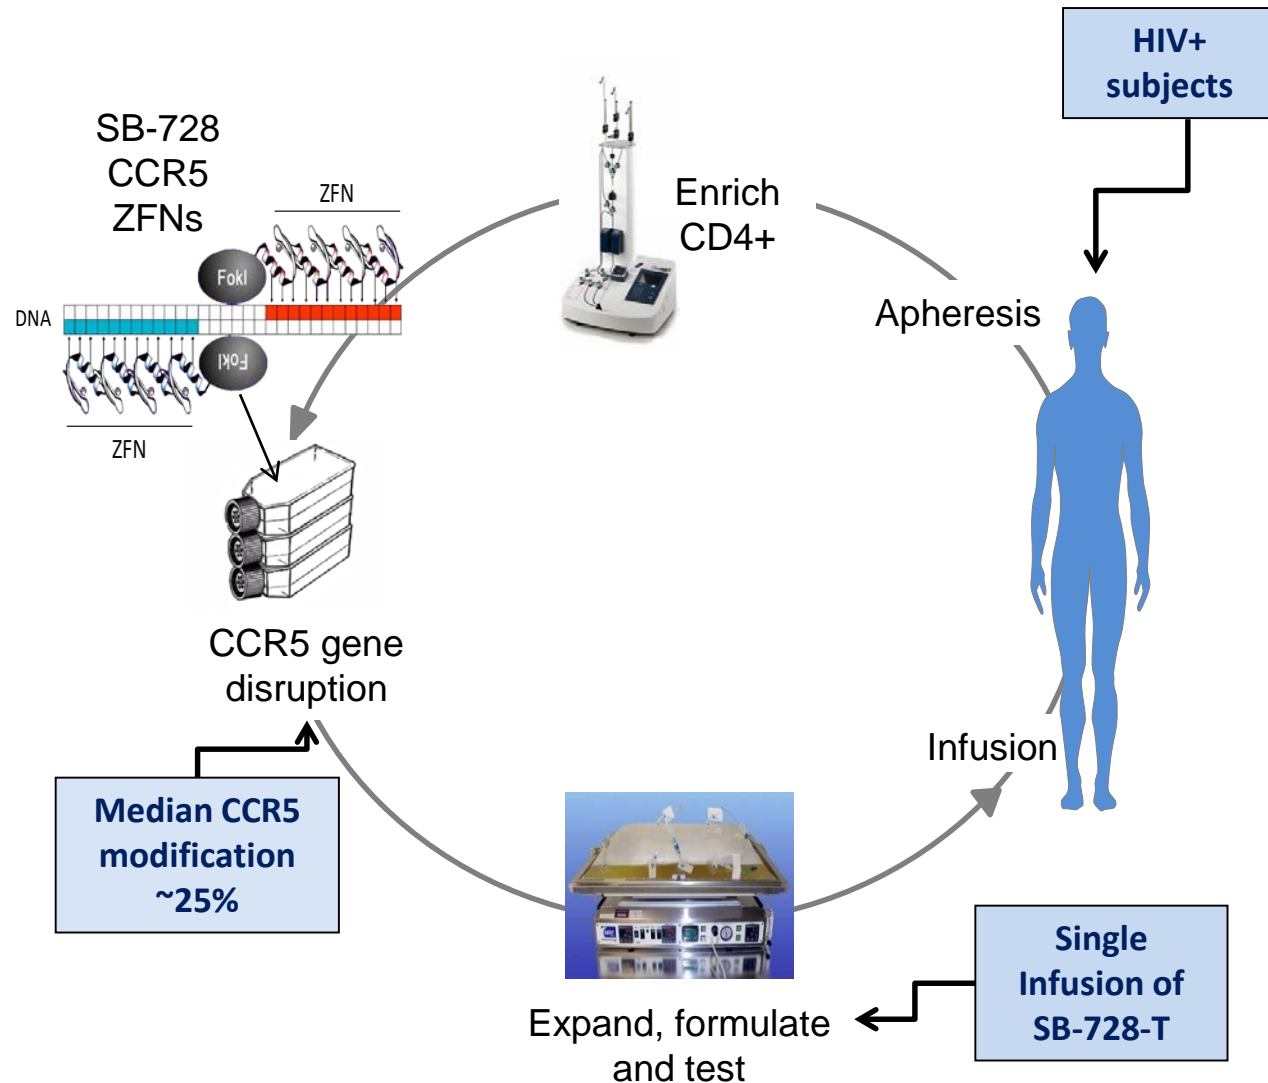 HIV+
subjects
SB-728
CCR5
ZFNs
ZFN
Enrich
CD4+
FokI
DNA
FokI
ZFN
Apheresis
CCR5 gene
disruption
Infusion
Median CCR5
modification
~25%
Single
Infusion of
SB-728-T
Expand, formulate
and test